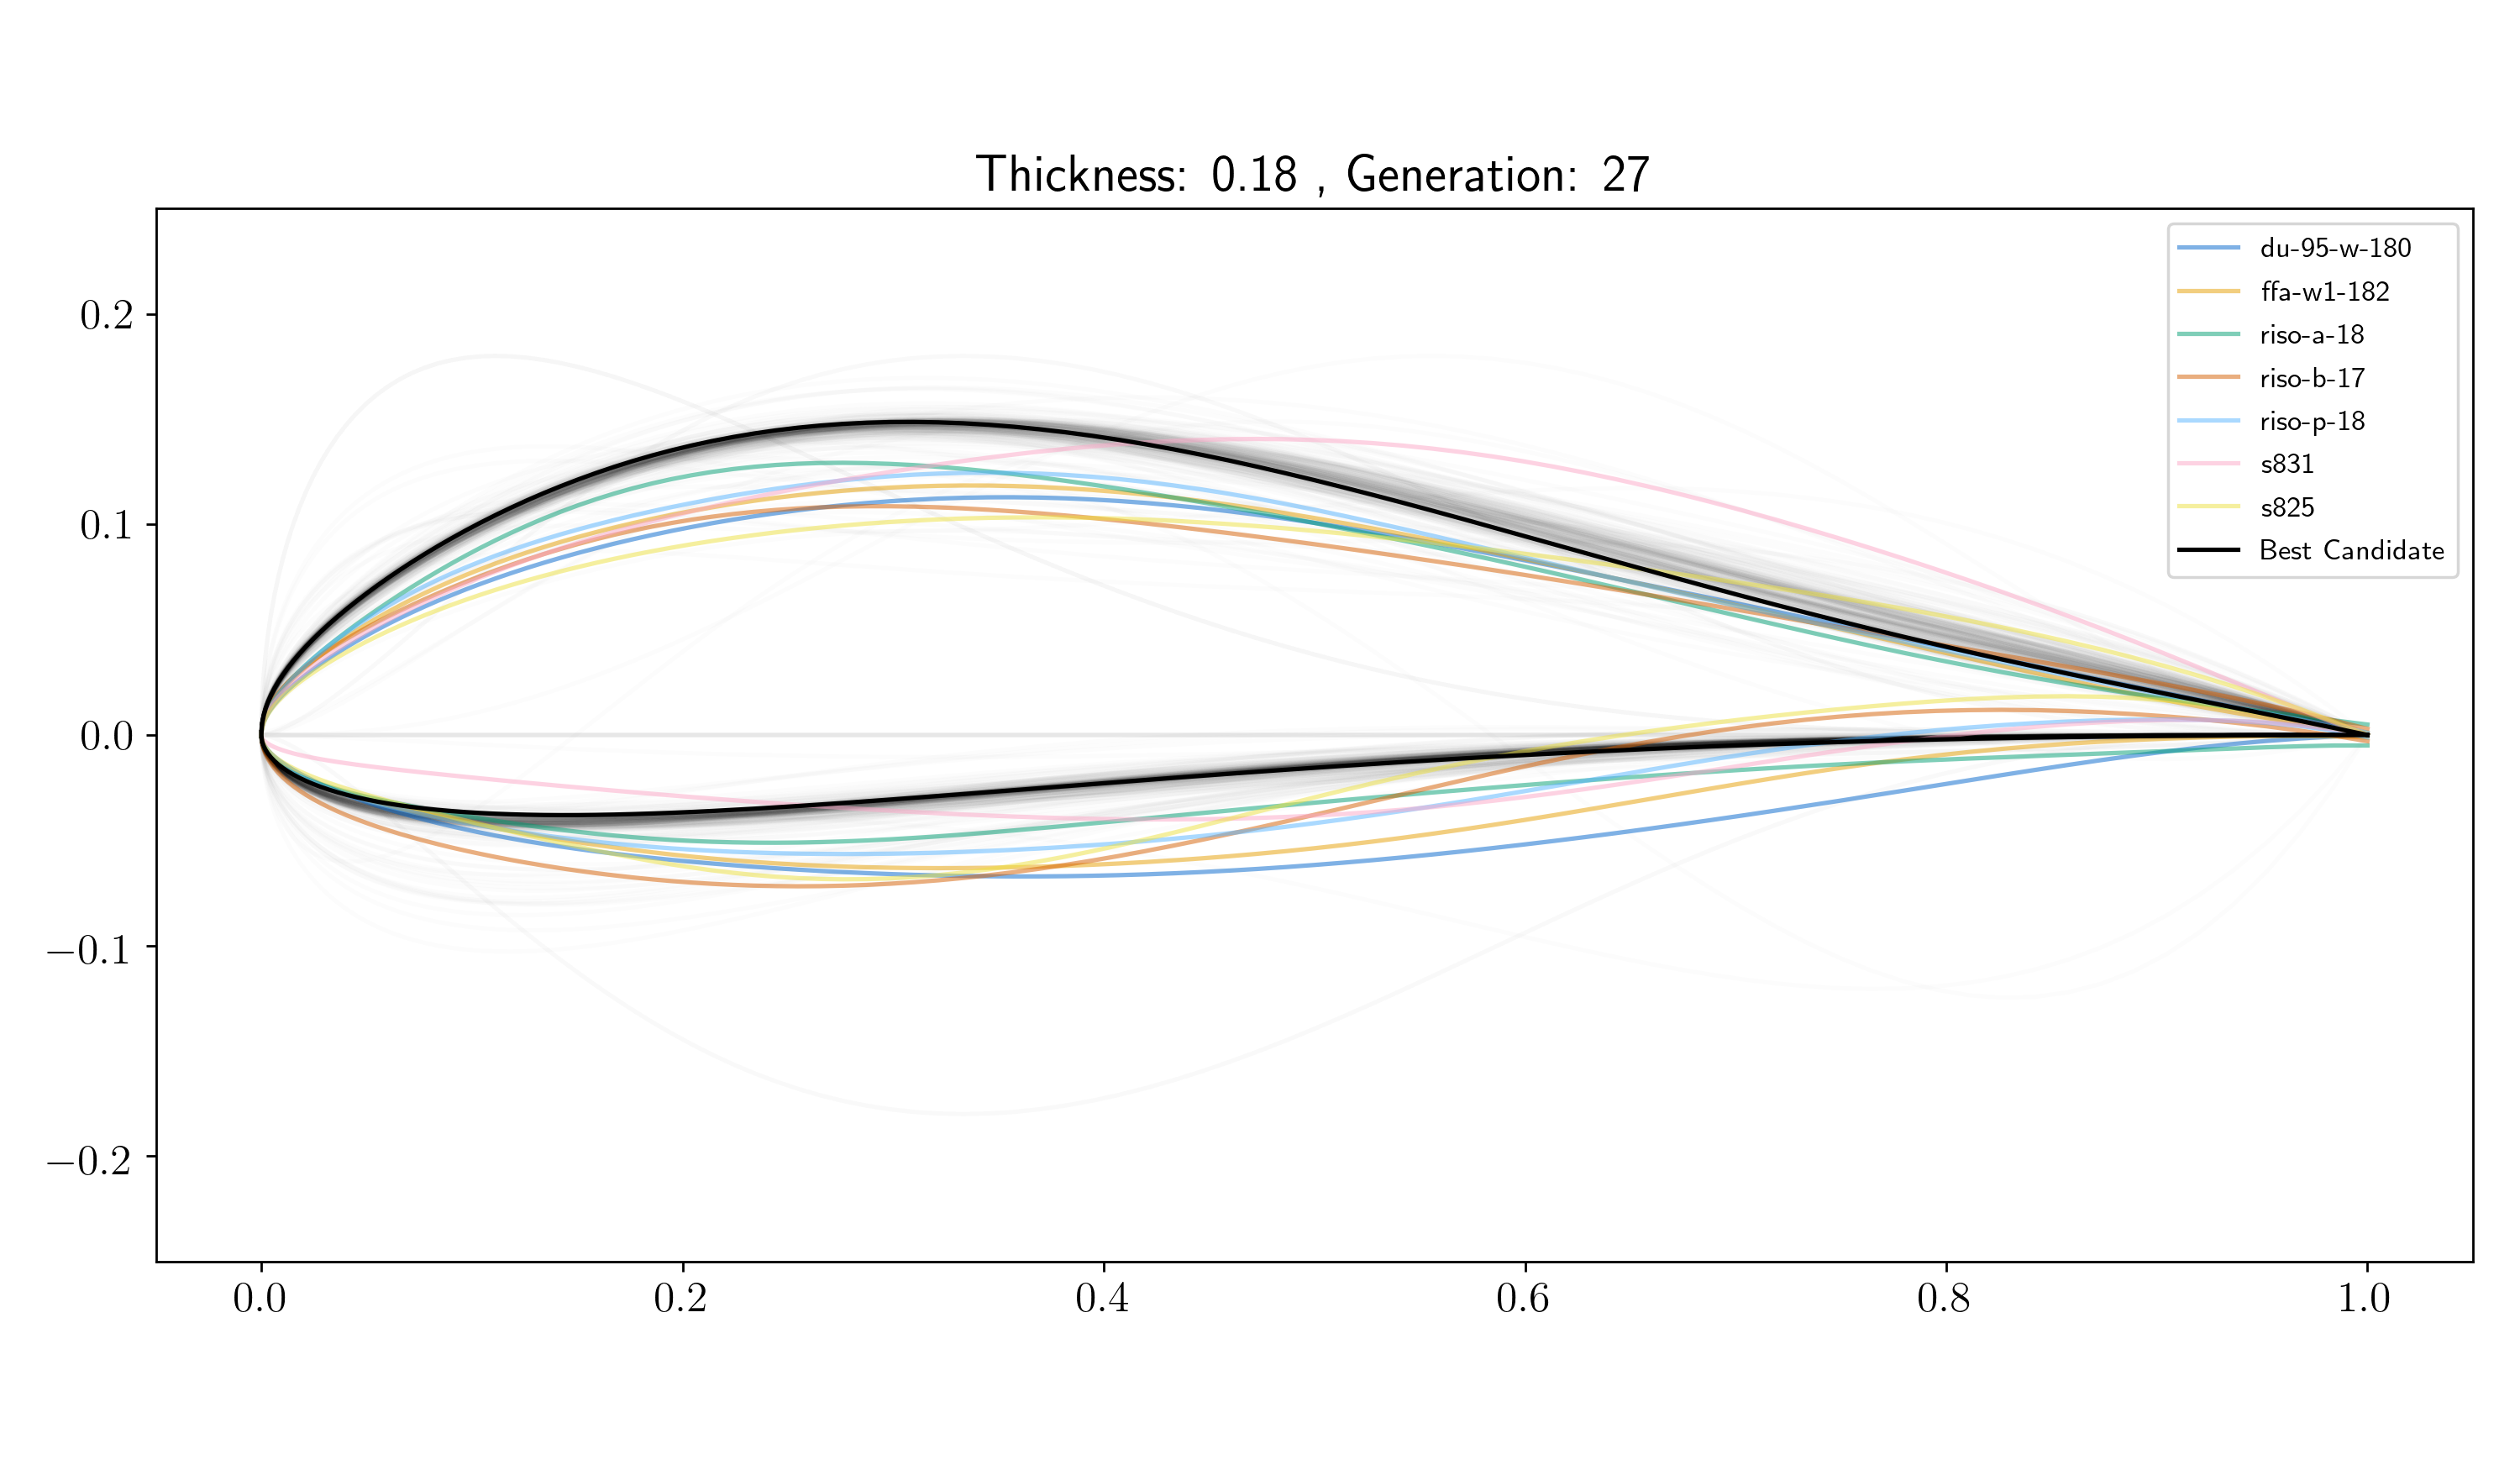 Thickness: 0.18 , Generation: 27
du-95-w-180
ffa-w1-182
riso-a-18
riso-b-17
riso-p-18
s831
s825
Best Candidate
0.2
0.1
0.0
−0.1
−0.2
0.0 0.2 0.4 0.6 0.8 1.0